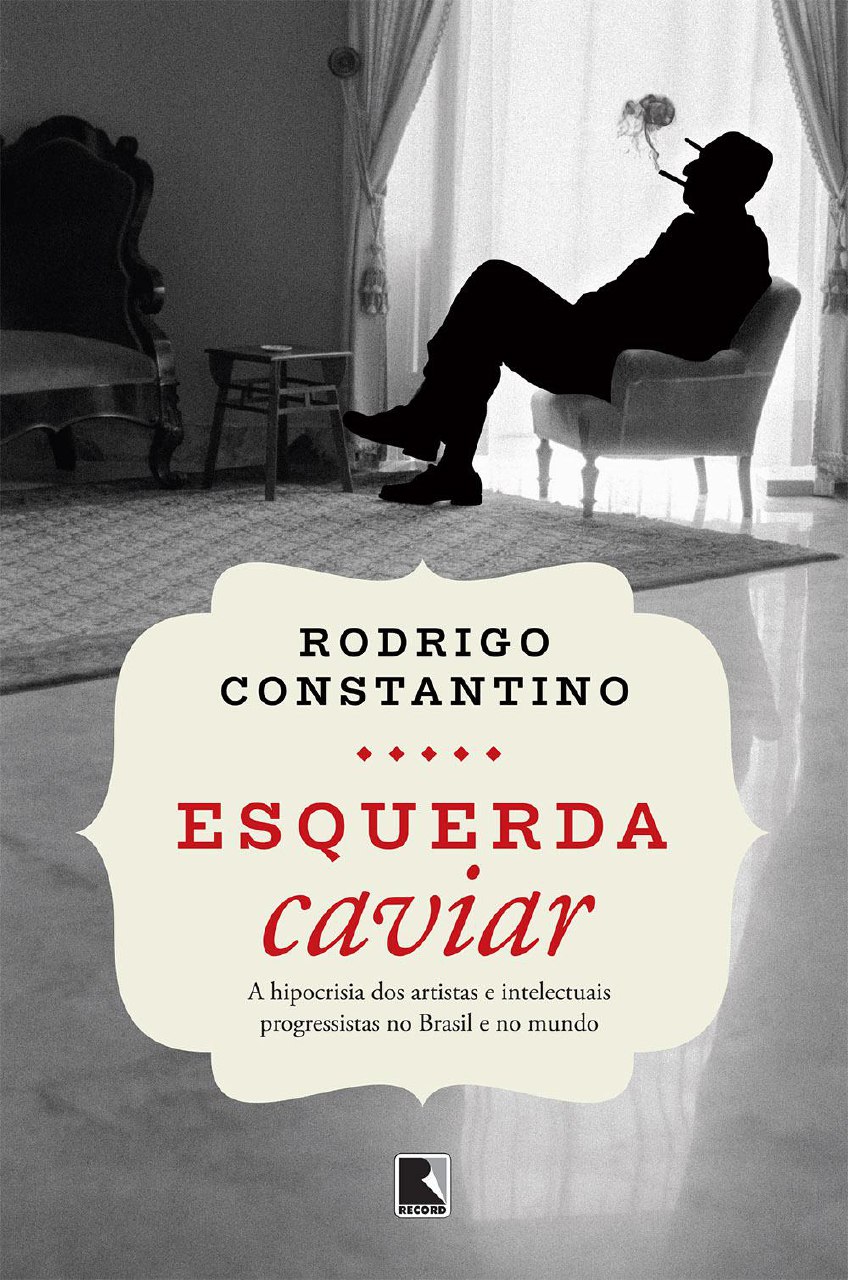 RODRIGO
CONSTANTINO
ESQUERDA
caviar
A hipocrisia dos artistas e intelectuais
progressistas no Brasil e no mundo
RECORD